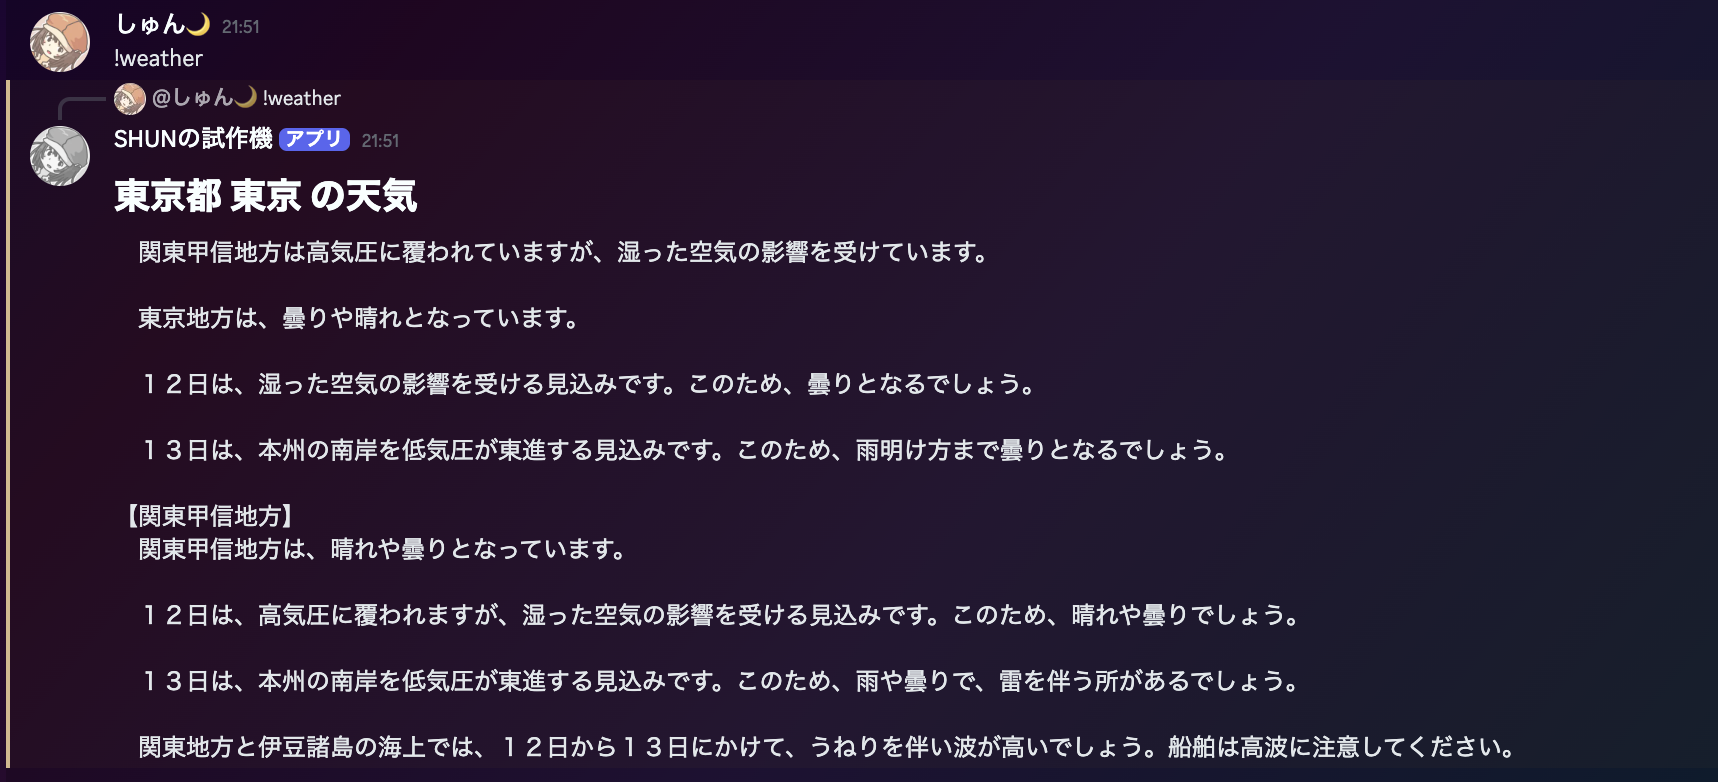 しゅん🌙 21:51
!weather
@しゅん🌙 !weather
SHUNの試作機 アプリ 21:51
東京都 東京 の天気
関東甲信地方は高気圧に覆われていますが、湿った空気の影響を受けています。
東京地方は、曇りや晴れとなっています。
１２日は、湿った空気の影響を受ける見込みです。このため、曇りとなるでしょう。
１３日は、本州の南岸を低気圧が東進する見込みです。このため、雨明け方まで曇りとなるでしょう。
【関東甲信地方】
関東甲信地方は、晴れや曇りとなっています。
１２日は、高気圧に覆われますが、湿った空気の影響を受ける見込みです。このため、晴れや曇りでしょう。
１３日は、本州の南岸を低気圧が東進する見込みです。このため、雨や曇りで、雷を伴う所があるでしょう。
関東地方と伊豆諸島の海上では、１２日から１３日にかけて、うねりを伴い波が高いでしょう。船舶は高波に注意してください。